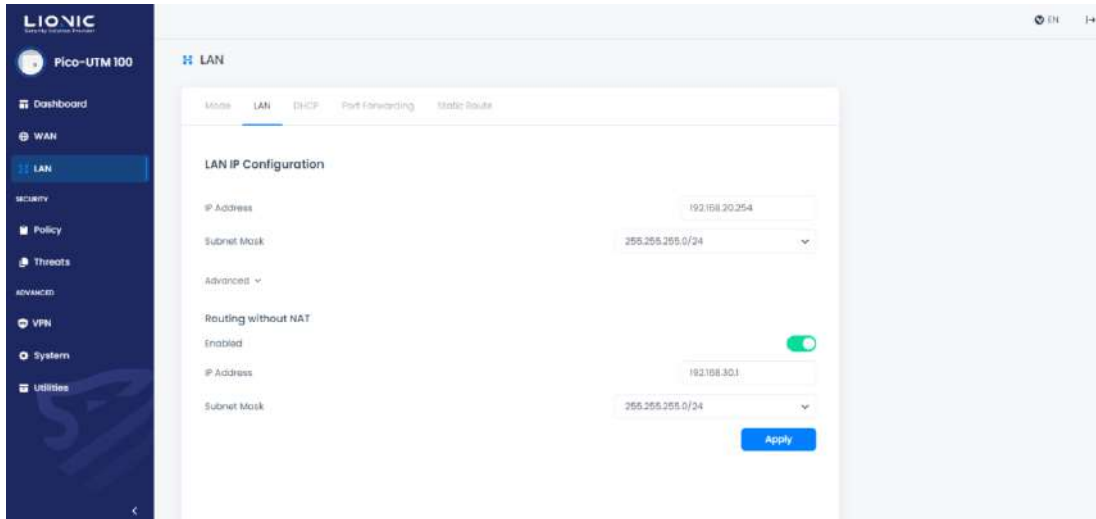 LIONIC
EN
Pico-UTM 100
LAN
Dashboard
WAN
LAN
SECURITY
Policy
Threats
ADVANCED
VPN
System
Utilities
Mode LAN DHCP Port Forwarding Static Route
LAN IP Configuration
IP Address 192.168.20.254
Subnet Mask 255.255.255.0/24
Advanced
Routing without NAT
Enabled
IP Address 192.168.30.1
Subnet Mask 255.255.255.0/24
Apply